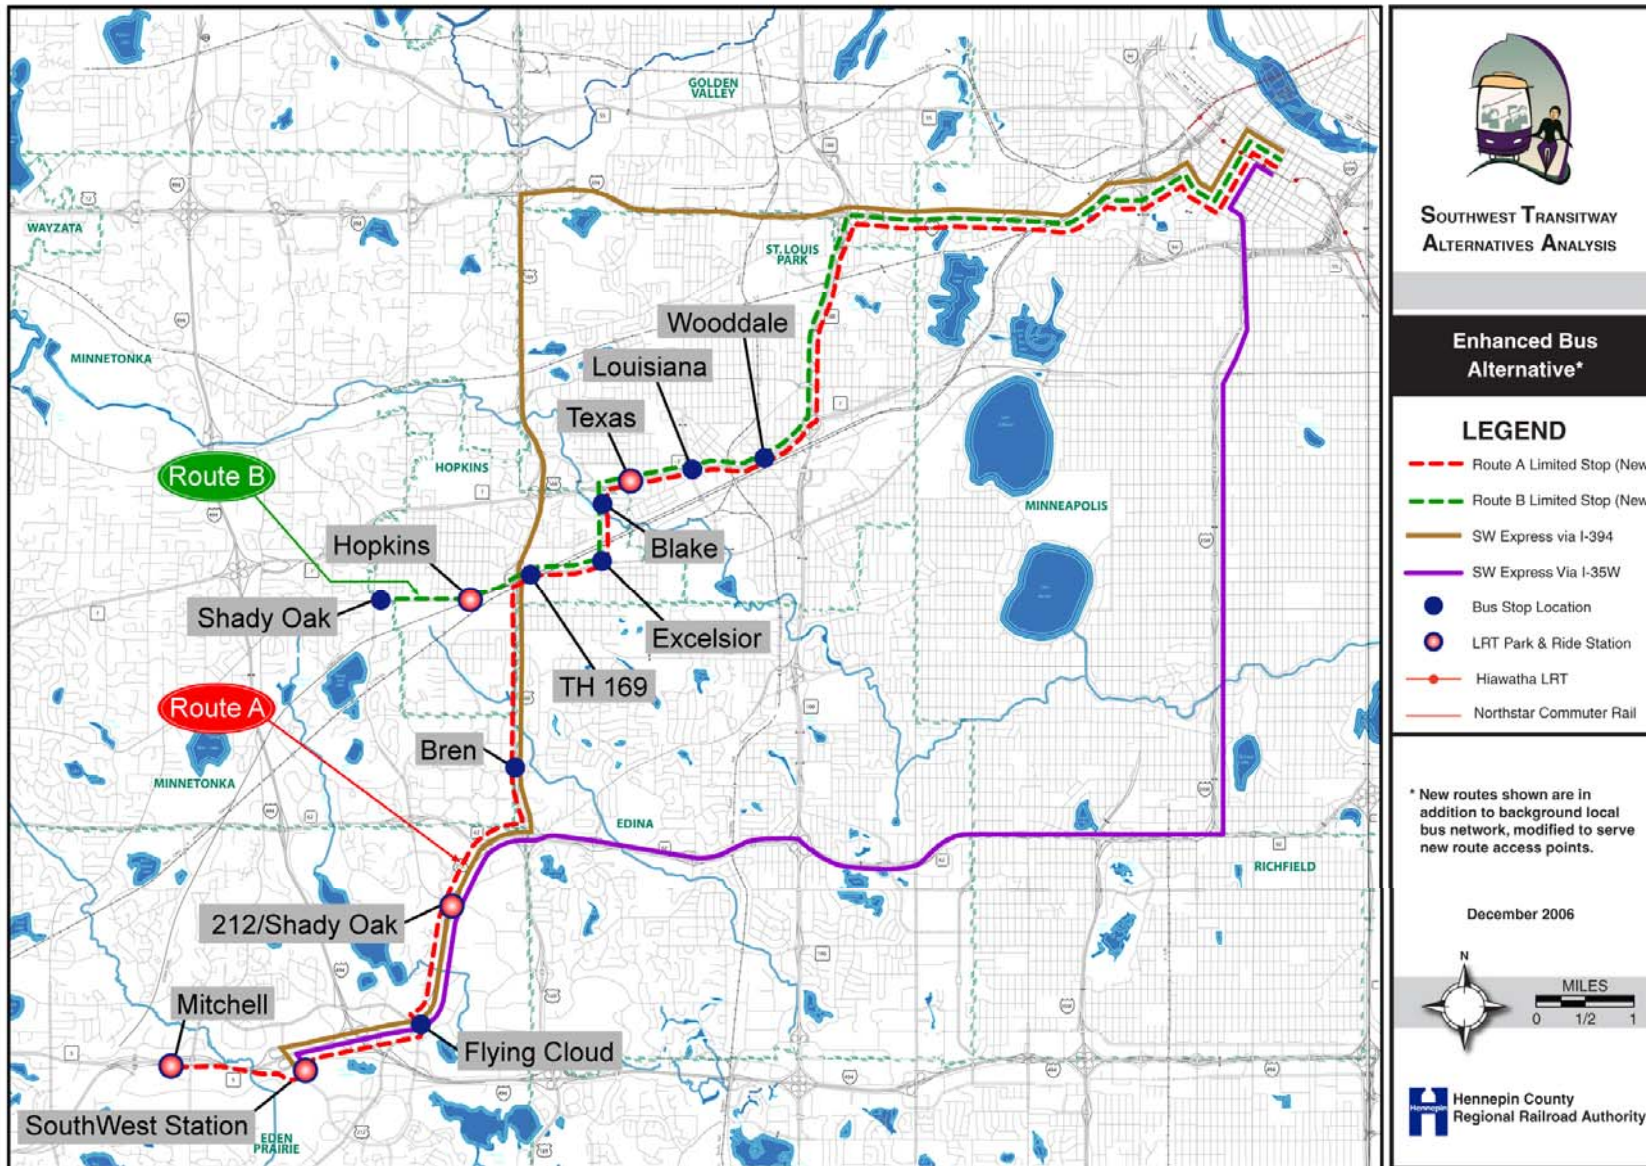 GOLDEN
VALLEY
WAYZATA
ST. LOUIS
PARK
Wooddale
MINNETONKA
Louisiana
Texas
Route B
HOPKINS
MINNEAPOLIS
Hopkins
Blake
Shady Oak
Excelsior
TH 169
Route A
Bren
MINNETONKA
EDINA
RICHFIELD
212/Shady Oak
Mitchell
Flying Cloud
SouthWest Station
EDEN
PRAIRIE
SOUTHWEST TRANSITWAY
ALTERNATIVES ANALYSIS
Enhanced Bus
Alternative*
LEGEND
Route A Limited Stop (New
Route B Limited Stop (New
SW Express via I-394
SW Express Via I-35W
Bus Stop Location
LRT Park & Ride Station
Hiawatha LRT
Northstar Commuter Rail
* New routes shown are in
addition to background local
bus network, modified to serve
new route access points.
December 2006
N
MILES
0 1/2 1
Hennepin
Hennepin County
Regional Railroad Authority